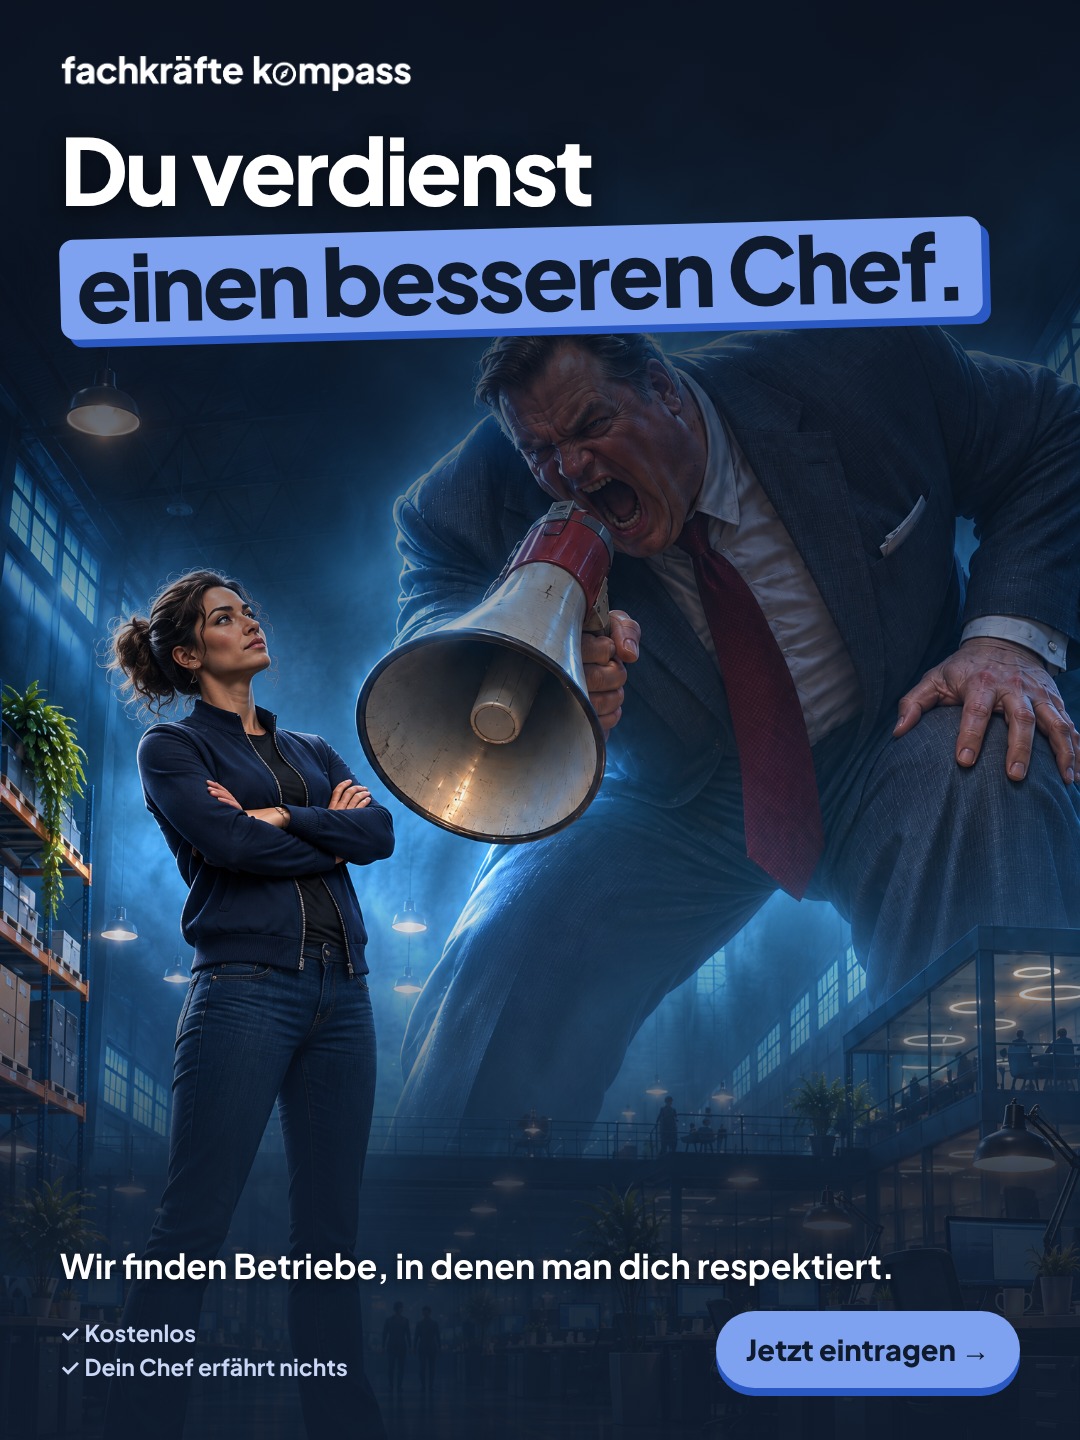 fachkräfte kompass
Du verdienst
einen besseren Chef.
Wir finden Betriebe, in denen man dich respektiert.
✓ Kostenlos
✓ Dein Chef erfährt nichts
Jetzt eintragen →